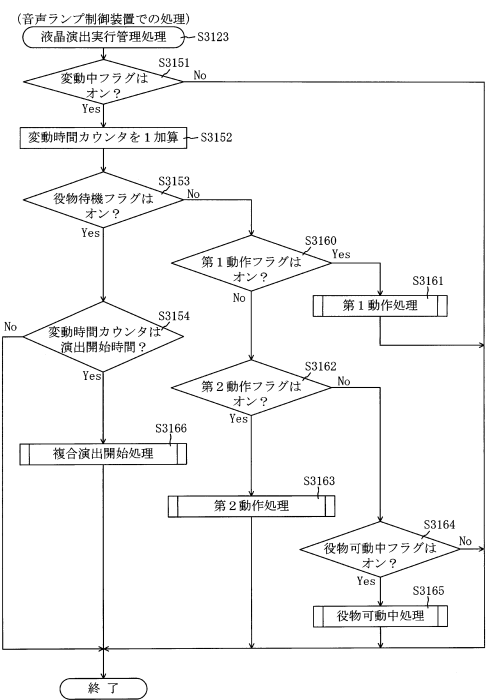 (音声ランプ制御装置での処理)
液晶演出実行管理処理
S3123
S3151
変動中フラグは
オン？
No
Yes
変動時間カウンタを１加算
S3152
S3153
役物待機フラグは
オン？
No
Yes
S3160
第１動作フラグは
オン？
Yes
No
S3161
第１動作処理
S3154
変動時間カウンタは
演出開始時間？
No
Yes
S3162
第２動作フラグは
オン？
No
Yes
S3166
複合演出開始処理
S3163
第２動作処理
S3164
役物可動中フラグは
オン？
No
Yes
S3165
役物可動中処理
終 了